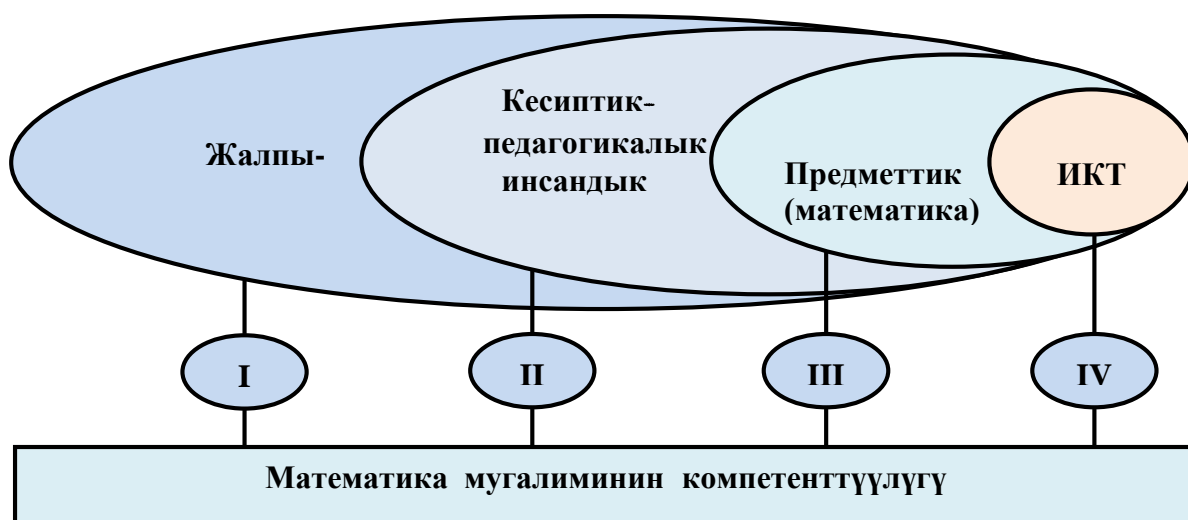 Жалпы-
Кесиптик-
педагогикалык
инсандык
Предметтик
(математика)
ИКТ
I
II
III
IV
Математика мугалиминин компетенттүүлүгү